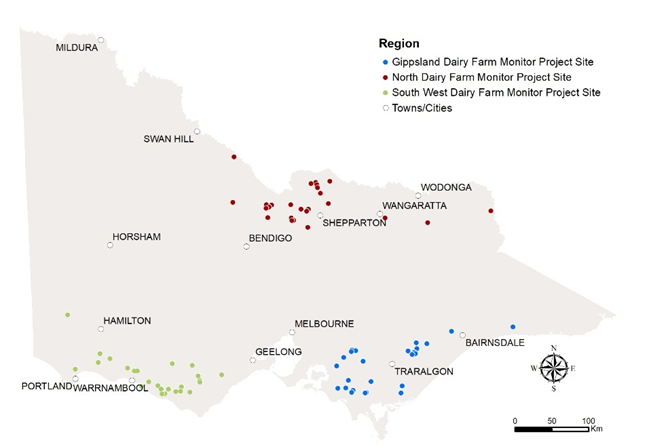 MILDURA
Region
Gippsland Dairy Farm Monitor Project Site
North Dairy Farm Monitor Project Site
South West Dairy Farm Monitor Project Site
Towns/Cities
SWAN HILL
WODONGA
WANGARATTA
SHEPPARTON
HORSHAM
BENDIGO
HAMILTON
MELBOURNE
BAIRNSDALE
GEELONG
TRARALGON
PORTLAND
WARRNAMBOOL
N
W E
S
0 50 100
Km